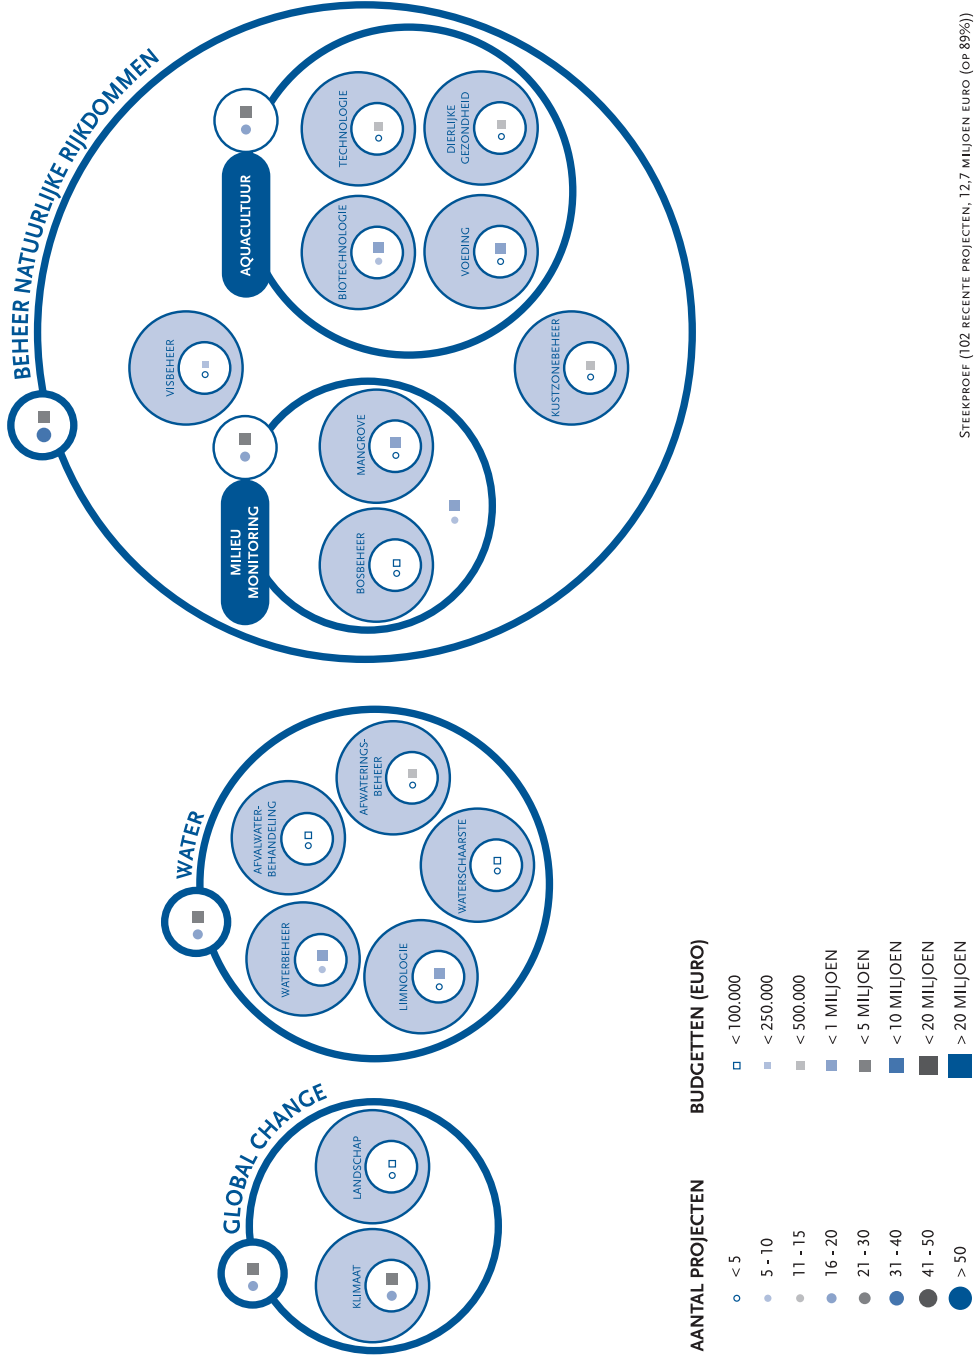 GLOBAL CHANGE
KLIMAAT
LANDSCHAP
WATER
WATERBEHEER
AFVALWATER-
BEHANDELING
LIMNOLOGIE
AFWATERINGS-
BEHEER
WATERSCHAARSTE
BEHEER NATUURLIJKE RIJKDOMMEN
VISBEHEER
MILIEU
MONITORING
BOSBEHEER
MANGROVE
AQUACULTUUR
BIOTECHNOLOGIE
TECHNOLOGIE
VOEDING
DIERLIJKE
GEZONDHEID
KUSTZONEBEHEER
AANTAL PROJECTEN
< 5
5 - 10
11 - 15
16 - 20
21 - 30
31 - 40
41 - 50
> 50
BUDGETTEN (EURO)
< 100.000
< 250.000
< 500.000
< 1 MILJOEN
< 5 MILJOEN
< 10 MILJOEN
< 20 MILJOEN
> 20 MILJOEN
STEEKPROEF (102 RECENTE PROJECTEN, 12,7 MILJOEN EURO (OP 89%))